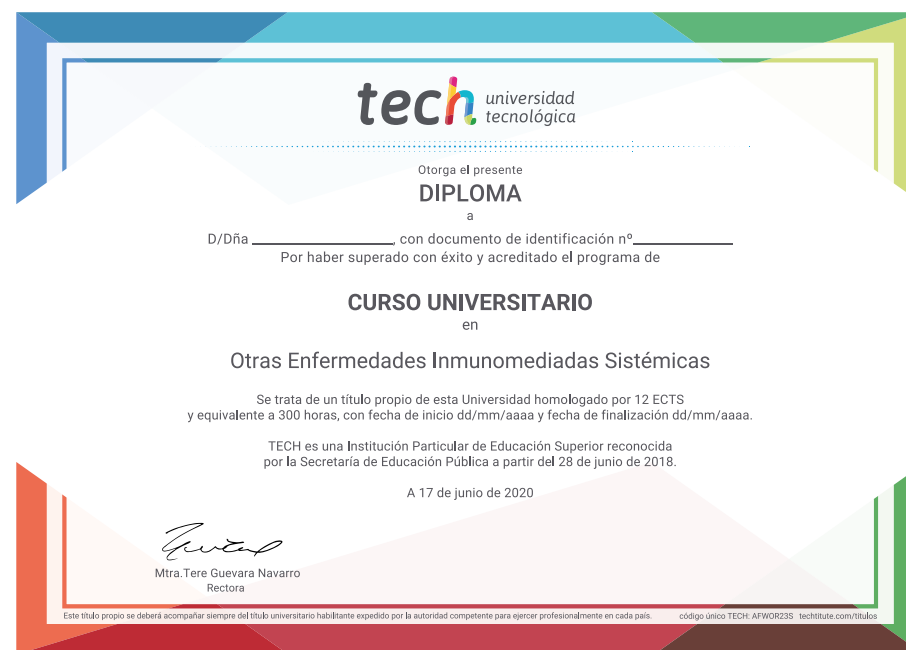 tech universidad
tecnológica
Otorga el presente
DIPLOMA
a
D/Dña ________________, con documento de identificación nº____________
Por haber superado con éxito y acreditado el programa de
CURSO UNIVERSITARIO
en
Otras Enfermedades Inmunomediadas Sistémicas
Se trata de un título propio de esta Universidad homologado por 12 ECTS
y equivalente a 300 horas, con fecha de inicio dd/mm/aaaa y fecha de finalización dd/mm/aaaa.
TECH es una Institución Particular de Educación Superior reconocida
por la Secretaría de Educación Pública a partir del 28 de junio de 2018.
A 17 de junio de 2020
Mtra.Tere Guevara Navarro
Rectora
Este título propio se deberá acompañar siempre del título universitario habilitante expedido por la autoridad competente para ejercer profesionalmente en cada país. código único TECH: AFWOR23S techtitute.com/títulos